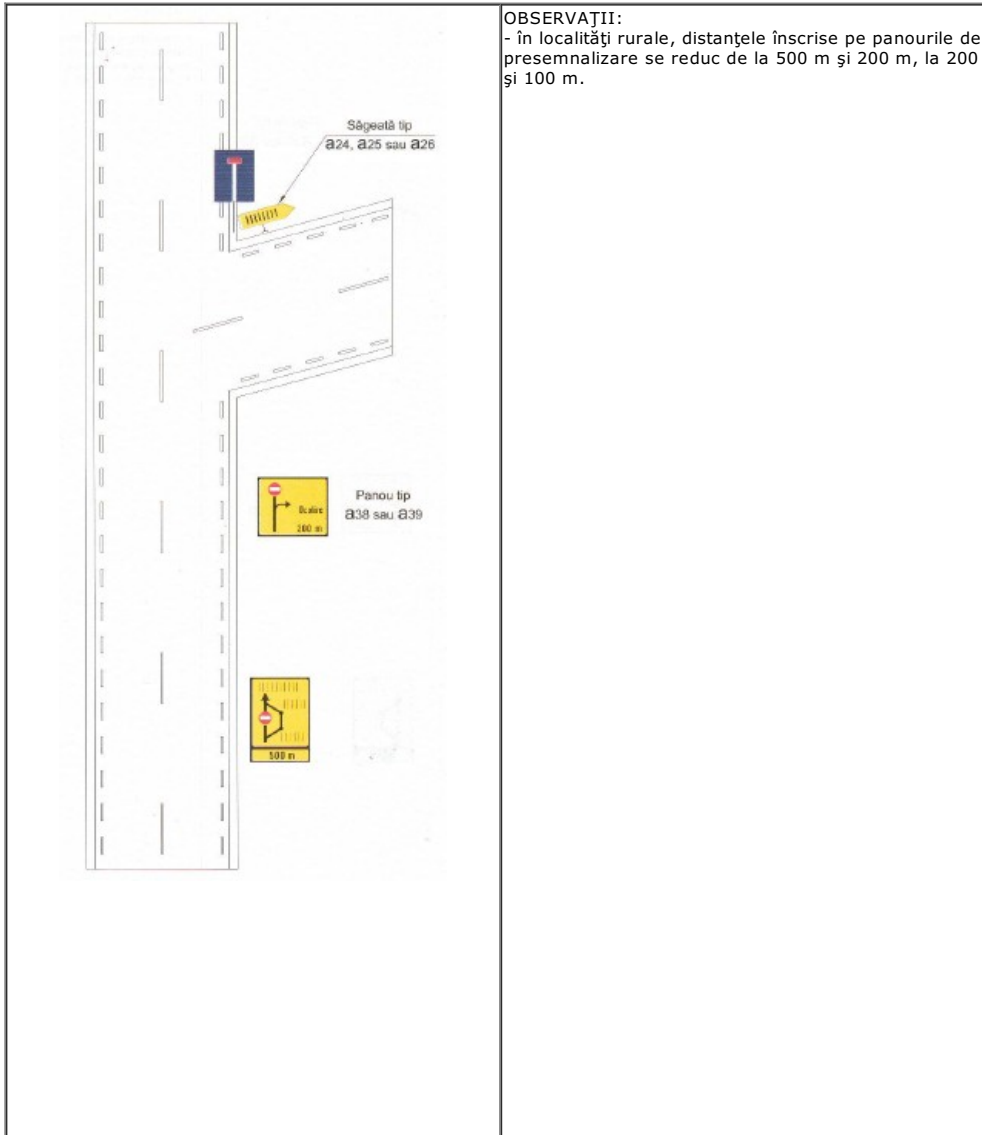 OBSERVAŢII:
- în localităţi rurale, distanţele înscrise pe panourile de
presemnalizare se reduc de la 500 m şi 200 m, la 200
şi 100 m.
Săgeată tip
a24, a25 sau a26
Ocolire
200 m
Panou tip
a38 sau a39
500 m